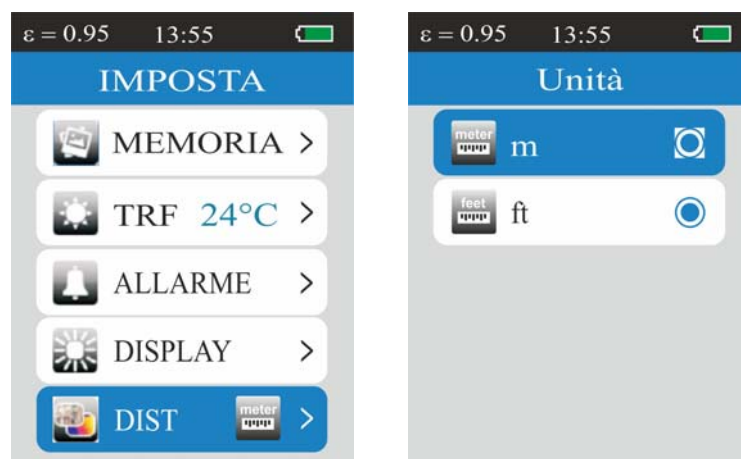 ε = 0.95 13:55
IMPOSTA
MEMORIA >
TRF 24°C >
ALLARME >
DISPLAY >
DIST meter >
ε = 0.95 13:55
Unità
meter m
feet ft